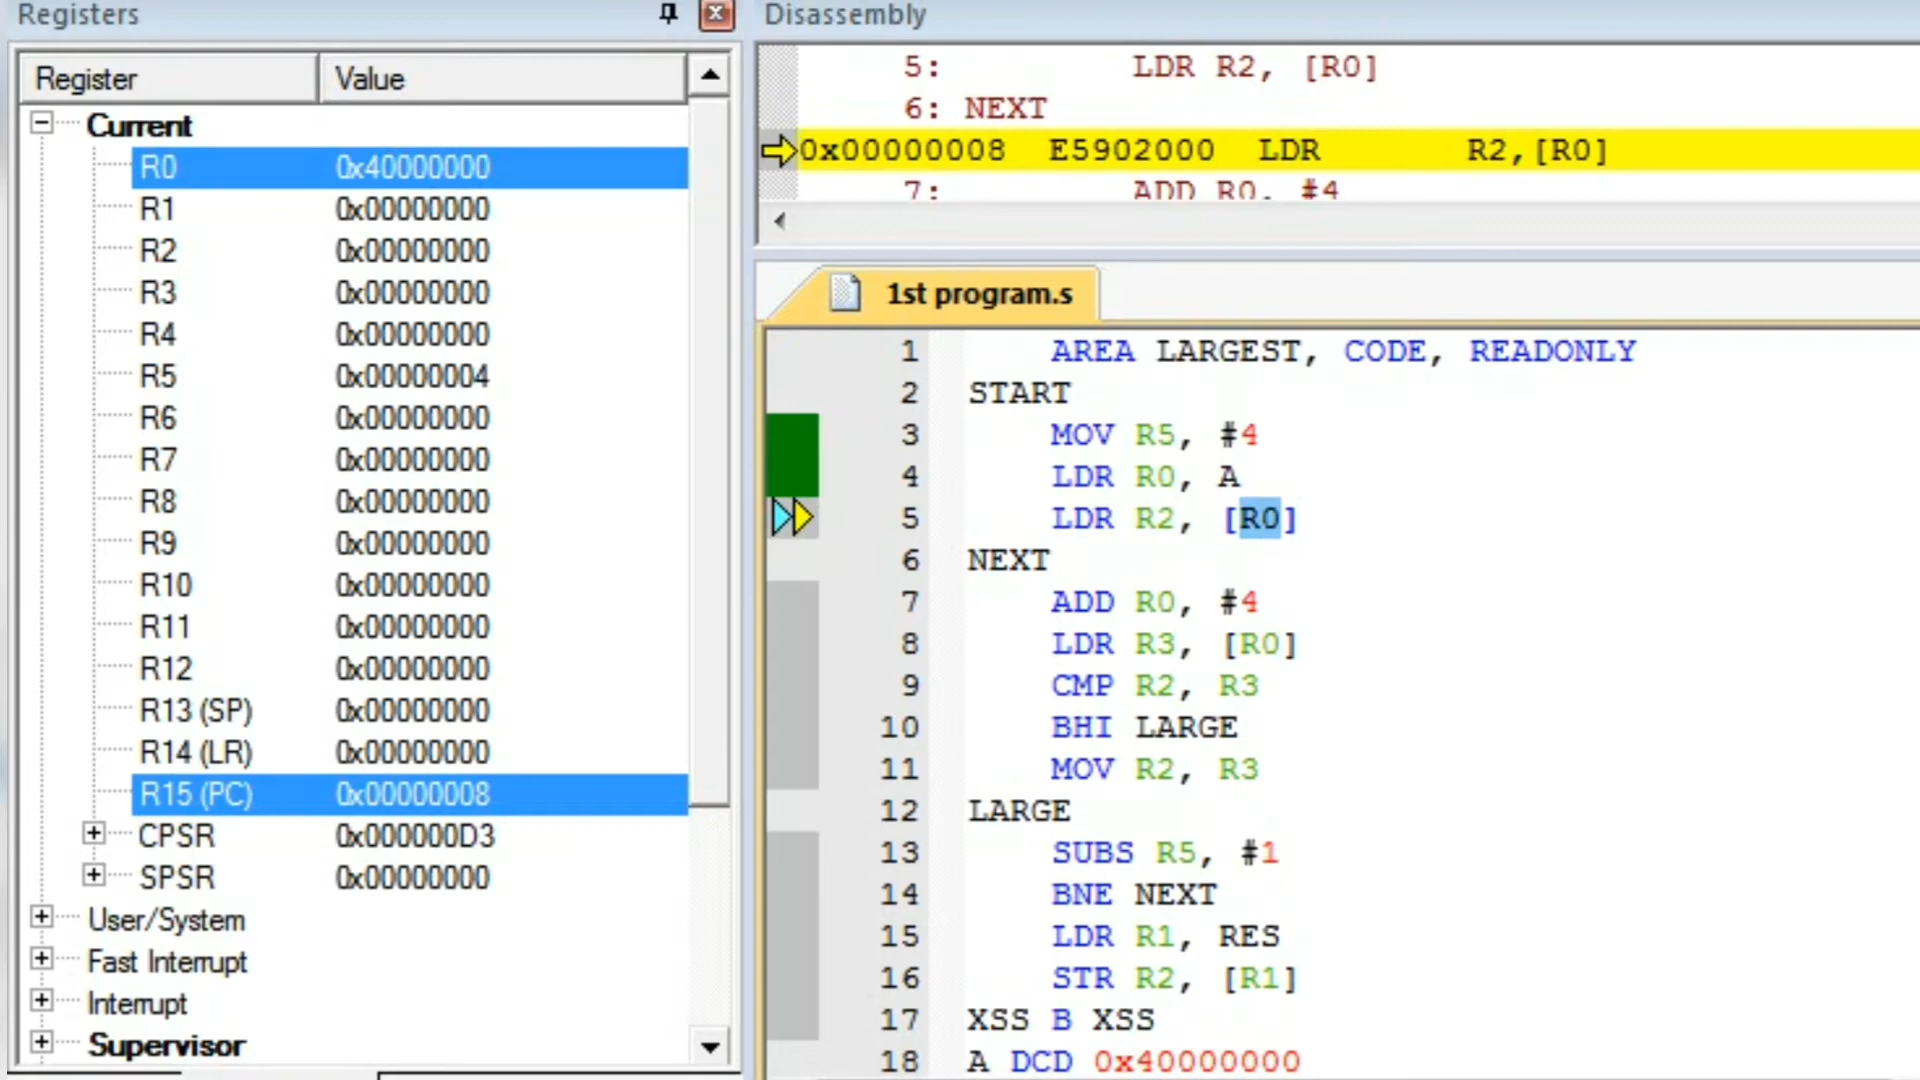 Registers
Register Value
Current
R0 0x40000000
R1 0x00000000
R2 0x00000000
R3 0x00000000
R4 0x00000000
R5 0x00000004
R6 0x00000000
R7 0x00000000
R8 0x00000000
R9 0x00000000
R10 0x00000000
R11 0x00000000
R12 0x00000000
R13 (SP) 0x00000000
R14 (LR) 0x00000000
R15 (PC) 0x00000008
CPSR 0x000000D3
SPSR 0x00000000
User/System
Fast Interrupt
Interrupt
Supervisor
Disassembly
5: LDR R2, [R0]
6: NEXT
0x00000008 E5902000 LDR R2,[R0]
7: ADD R0, #4
1st program.s
1 AREA LARGEST, CODE, READONLY
2 START
3 MOV R5, #4
4 LDR R0, A
5 LDR R2, [R0]
6 NEXT
7 ADD R0, #4
8 LDR R3, [R0]
9 CMP R2, R3
10 BHI LARGE
11 MOV R2, R3
12 LARGE
13 SUBS R5, #1
14 BNE NEXT
15 LDR R1, RES
16 STR R2, [R1]
17 XSS B XSS
18 A DCD 0x40000000